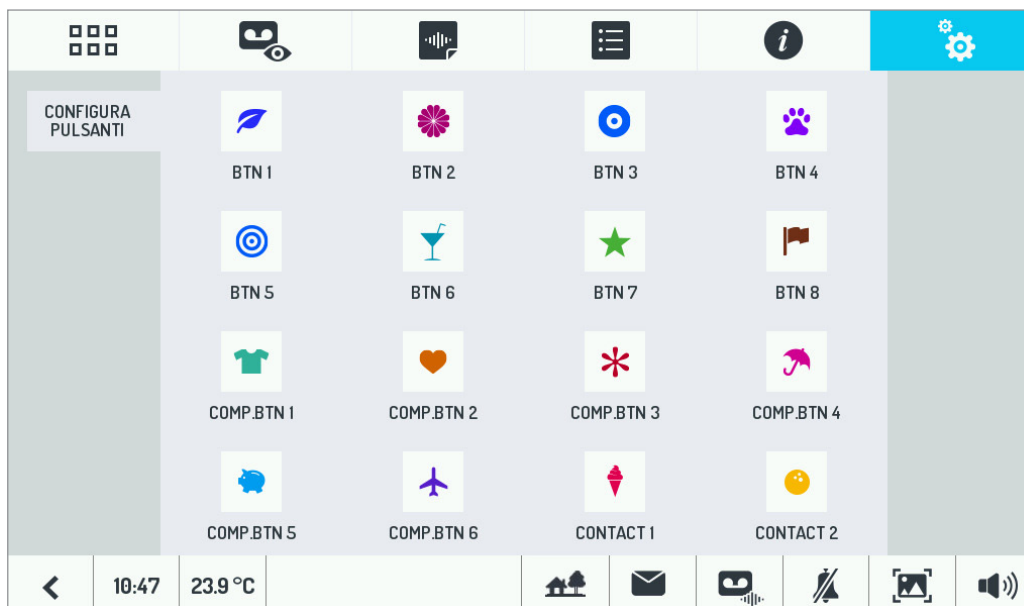 CONFIGURA
PULSANTI
BTN 1
BTN 2
BTN 3
BTN 4
BTN 5
BTN 6
BTN 7
BTN 8
COMP.BTN 1
COMP.BTN 2
COMP.BTN 3
COMP.BTN 4
COMP.BTN 5
COMP.BTN 6
CONTACT 1
CONTACT 2
10:47
23.9 °C